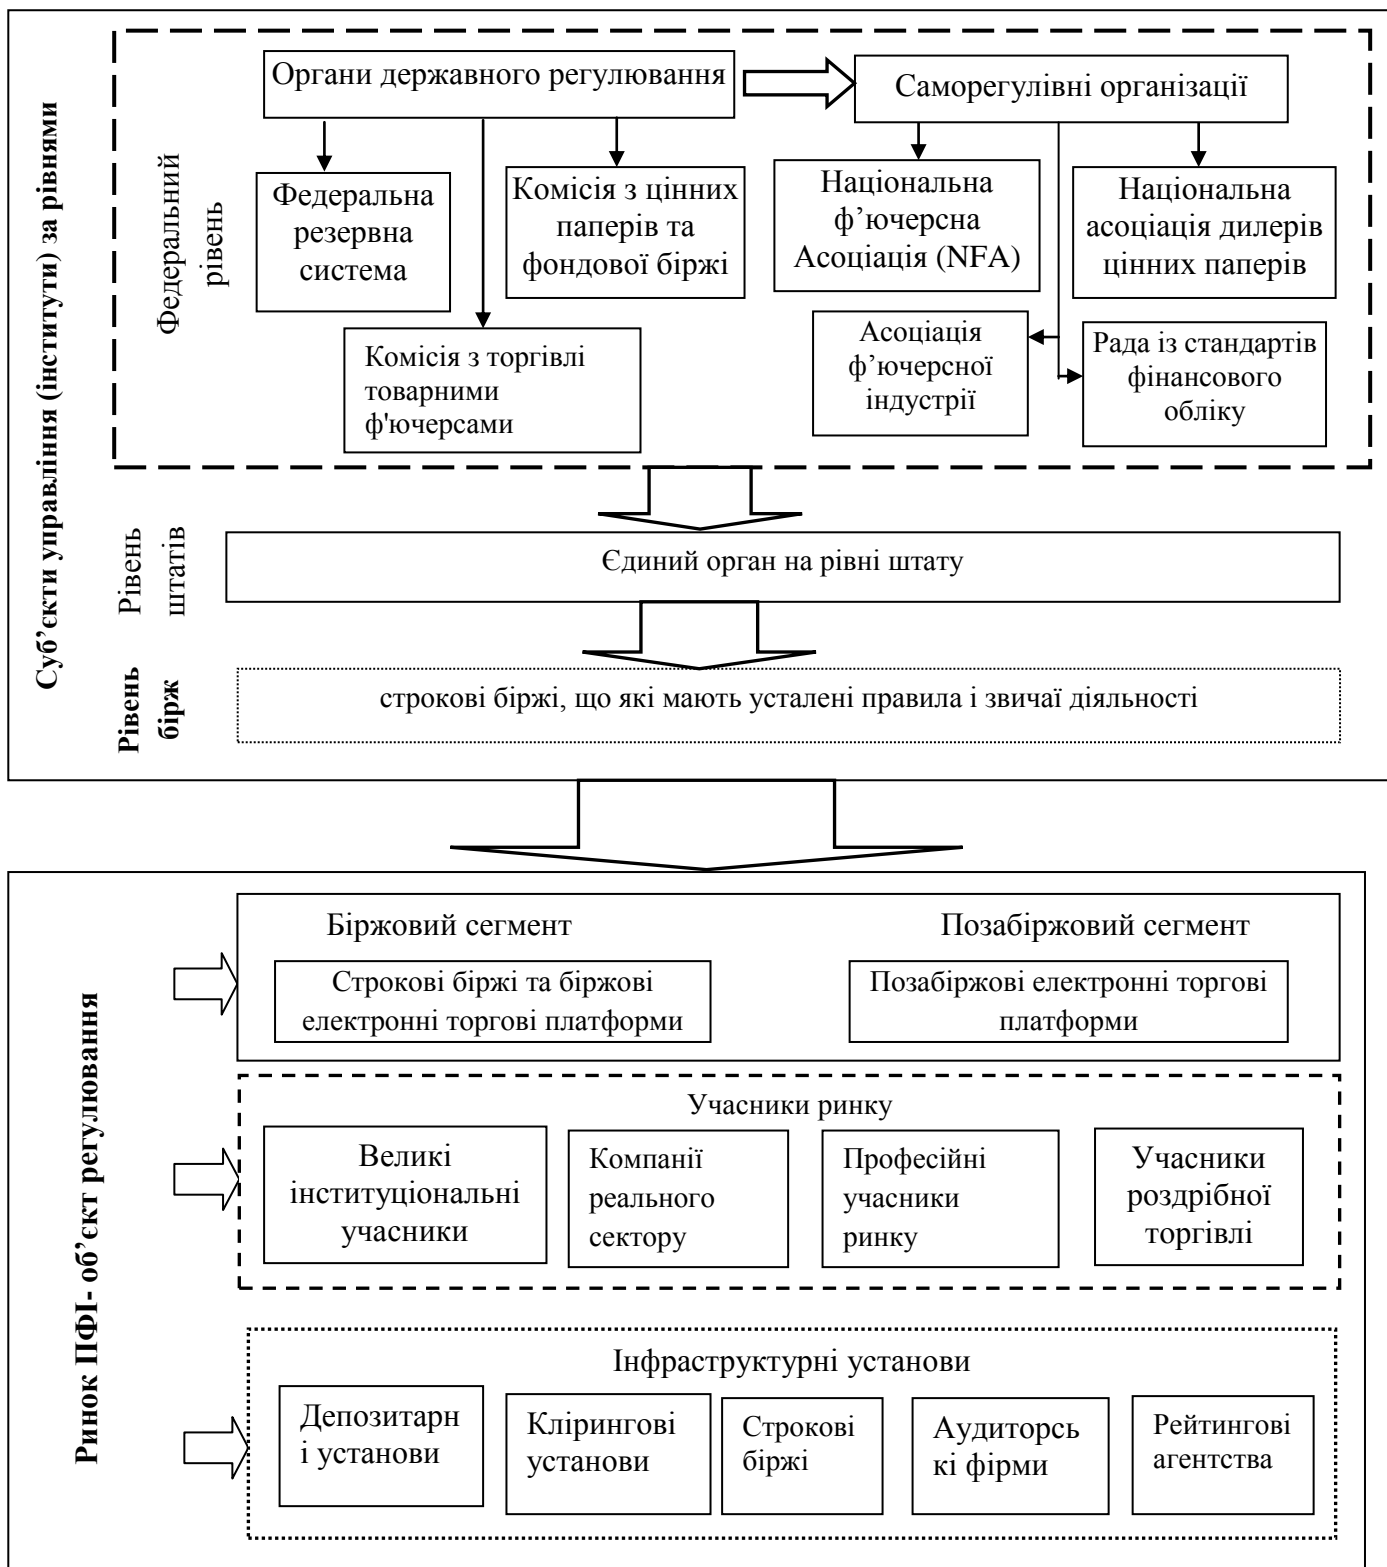 Суб’єкти управління (інститути) за рівнями
Федеральний
рівень
Органи державного регулювання
Саморегулівні організації
Федеральна
резервна
система
Комісія з цінних
паперів та
фондової біржі
Національна
ф’ючерсна
Асоціація (NFA)
Національна
асоціація дилерів
цінних паперів
Комісія з торгівлі
товарними
ф'ючерсами
Асоціація
ф’ючерсної
індустрії
Рада із стандартів
фінансового
обліку
Рівень
штатів
Єдиний орган на рівні штату
Рівень
бірж
строкові біржі, що які мають усталені правила і звичаї діяльності
Ринок ПФІ- об’єкт регулювання
Біржовий сегмент
Позабіржовий сегмент
Строкові біржі та біржові
електронні торгові платформи
Позабіржові електронні торгові
платформи
Учасники ринку
Великі
інституціональні
учасники
Компанії
реального
сектору
Професійні
учасники
ринку
Учасники
роздрібної
торгівлі
Інфраструктурні установи
Депозитарн
і установи
Клірингові
установи
Строкові
біржі
Аудиторсь
кі фірми
Рейтингові
агентства